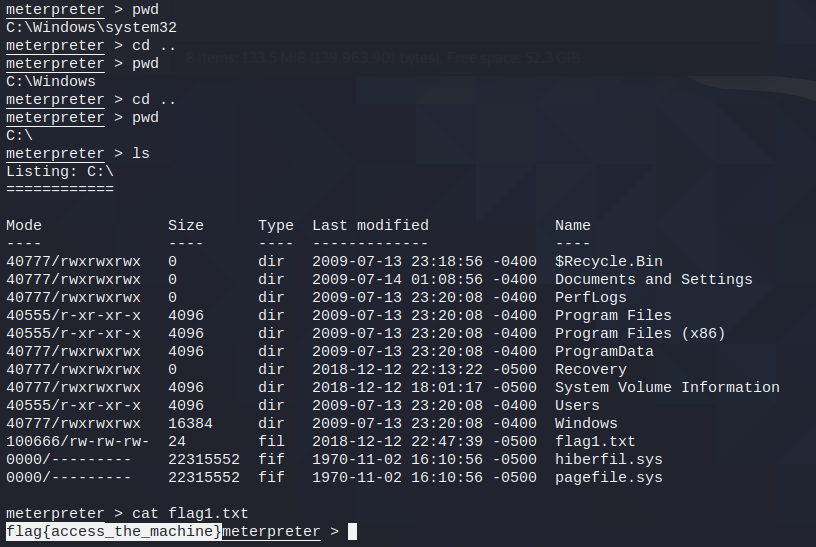 meterpreter > pwd
C:\Windows\system32
meterpreter > cd ..
meterpreter > pwd
C:\Windows
meterpreter > cd ..
meterpreter > pwd
C:\
meterpreter > ls
Listing: C:\
============
Mode Size Type Last modified Name
---- ---- ---- ------------- ----
40777/rwxrwxrwx 0 dir 2009-07-13 23:18:56 -0400 $Recycle.Bin
40777/rwxrwxrwx 0 dir 2009-07-14 01:08:56 -0400 Documents and Settings
40777/rwxrwxrwx 0 dir 2009-07-13 23:20:08 -0400 PerfLogs
40555/r-xr-xr-x 4096 dir 2009-07-13 23:20:08 -0400 Program Files
40555/r-xr-xr-x 4096 dir 2009-07-13 23:20:08 -0400 Program Files (x86)
40777/rwxrwxrwx 4096 dir 2009-07-13 23:20:08 -0400 ProgramData
40777/rwxrwxrwx 0 dir 2018-12-12 22:13:22 -0500 Recovery
40777/rwxrwxrwx 4096 dir 2018-12-12 18:01:17 -0500 System Volume Information
40555/r-xr-xr-x 4096 dir 2009-07-13 23:20:08 -0400 Users
40777/rwxrwxrwx 16384 dir 2009-07-13 23:20:08 -0400 Windows
100666/rw-rw-rw- 24 fil 2018-12-12 22:47:39 -0500 flag1.txt
0000/--------- 22315552 fif 1970-11-02 16:10:56 -0500 hiberfil.sys
0000/--------- 22315552 fif 1970-11-02 16:10:56 -0500 pagefile.sys
meterpreter > cat flag1.txt
flag{access_the_machine}meterpreter >